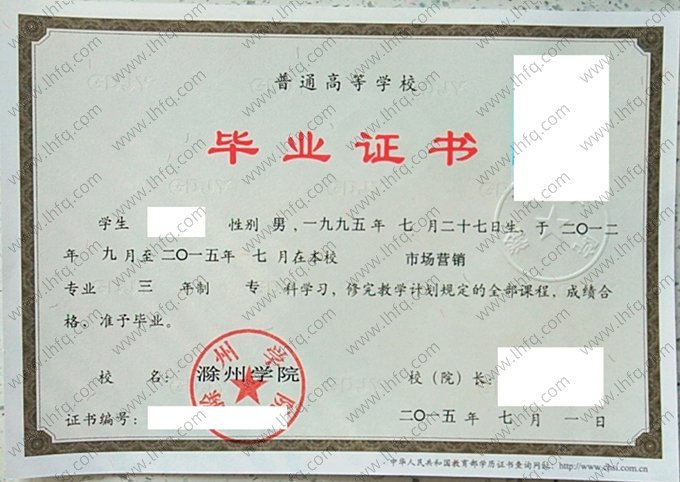 普通高等学校
毕业证书
学生 性别 男，一九九五年 七 月二十七日生，于 二〇一二
年 九 月至 二〇一五年 七 月在本校 市场营销
专业 三 年制 专 科学习，修完教学计划规定的全部课程，成绩合
格，准予毕业。
校 名： 滁州学院 校（院）长：
证书编号： 二〇一五 年 七 月 一日
中华人民共和国教育部学历证书查询网址：http://www.chsi.com.cn
滁州学院
www.lhfq.com